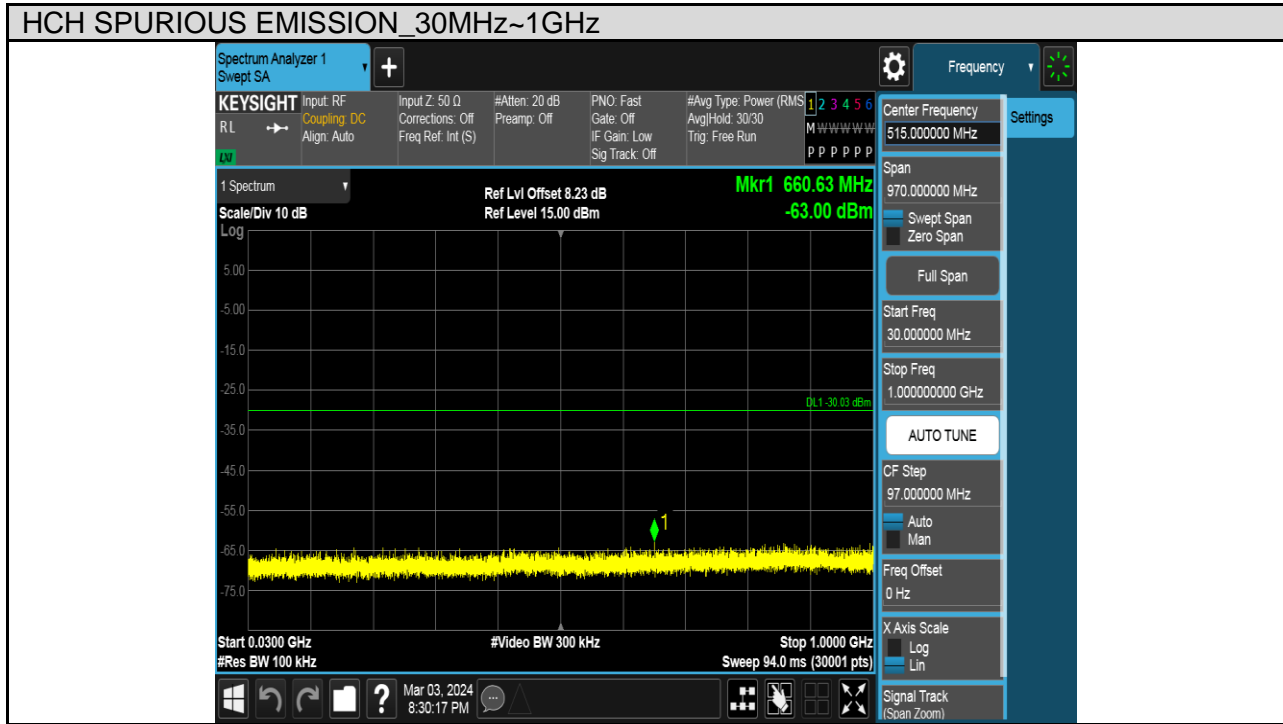 HCH SPURIOUS EMISSION_30MHz~1GHz
Spectrum Analyzer 1
Swept SA
Frequency
KEYSIGHT
RL
LXI
Input: RF
Coupling: DC
Align: Auto
Input Z: 50 Ω
Corrections: Off
Freq Ref: Int (S)
#Atten: 20 dB
Preamp: Off
PNO: Fast
Gate: Off
IF Gain: Low
Sig Track: Off
#Avg Type: Power (RMS
Avg|Hold: 30/30
Trig: Free Run
1 2 3 4 5 6
M W W W W W
P P P P P P
Settings
1 Spectrum
Scale/Div 10 dB
Log
Ref Lvl Offset 8.23 dB
Ref Level 15.00 dBm
Mkr1 660.63 MHz
-63.00 dBm
5.00
-5.00
-15.0
-25.0
DL1 -30.03 dBm
-35.0
-45.0
-55.0
1
-65.0
-75.0
Start 0.0300 GHz
#Res BW 100 kHz
#Video BW 300 kHz
Stop 1.0000 GHz
Sweep 94.0 ms (30001 pts)
Mar 03, 2024
8:30:17 PM
Center Frequency
515.000000 MHz
Span
970.000000 MHz
Swept Span
Zero Span
Full Span
Start Freq
30.000000 MHz
Stop Freq
1.000000000 GHz
AUTO TUNE
CF Step
97.000000 MHz
Auto
Man
Freq Offset
0 Hz
X Axis Scale
Log
Lin
Signal Track
(Span Zoom)